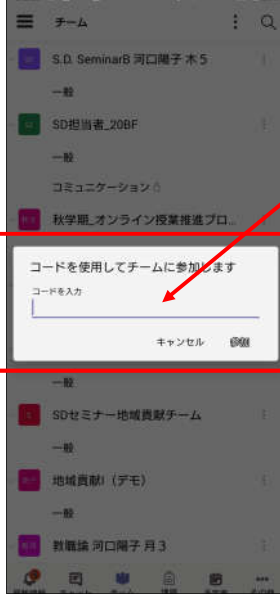 チーム
S.D. SeminarB 河口陽子 木5
一般
SD担当者_20BF
一般
コミュニケーション
秋学期_オンライン授業推進プロ...
コードを使用してチームに参加します
コードを入力
キャンセル 参加
一般
SDセミナー地域貢献チーム
一般
地域貢献I（デモ）
一般
教職論 河口陽子 月3
チーム